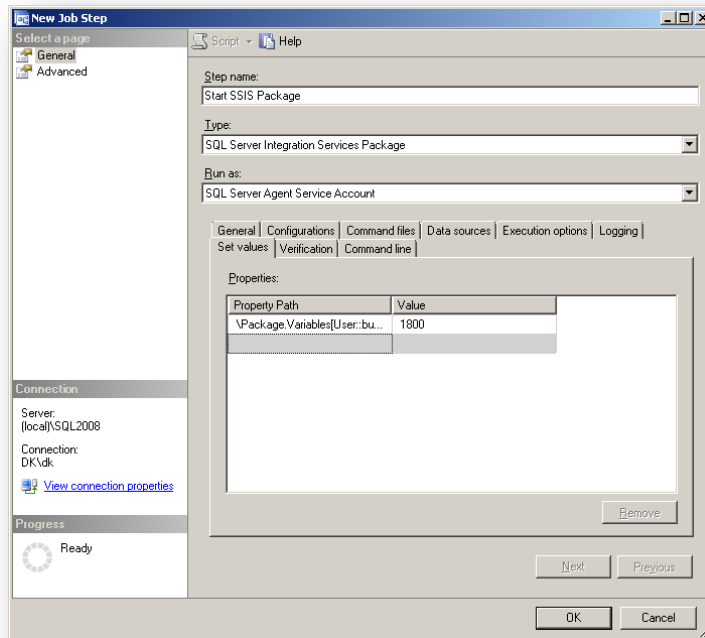 New Job Step
Select a page
General
Advanced
Script
Help
Step name:
Start SSIS Package
Type:
SQL Server Integration Services Package
Run as:
SQL Server Agent Service Account
General Configurations Command files Data sources Execution options Logging
Set values Verification Command line
Properties:
Property Path Value
\Package.Variables[User::bu... 1800
Remove
Connection
Server:
(local)\SQL2008
Connection:
DK\dk
View connection properties
Progress
Ready
Next Previous
OK Cancel